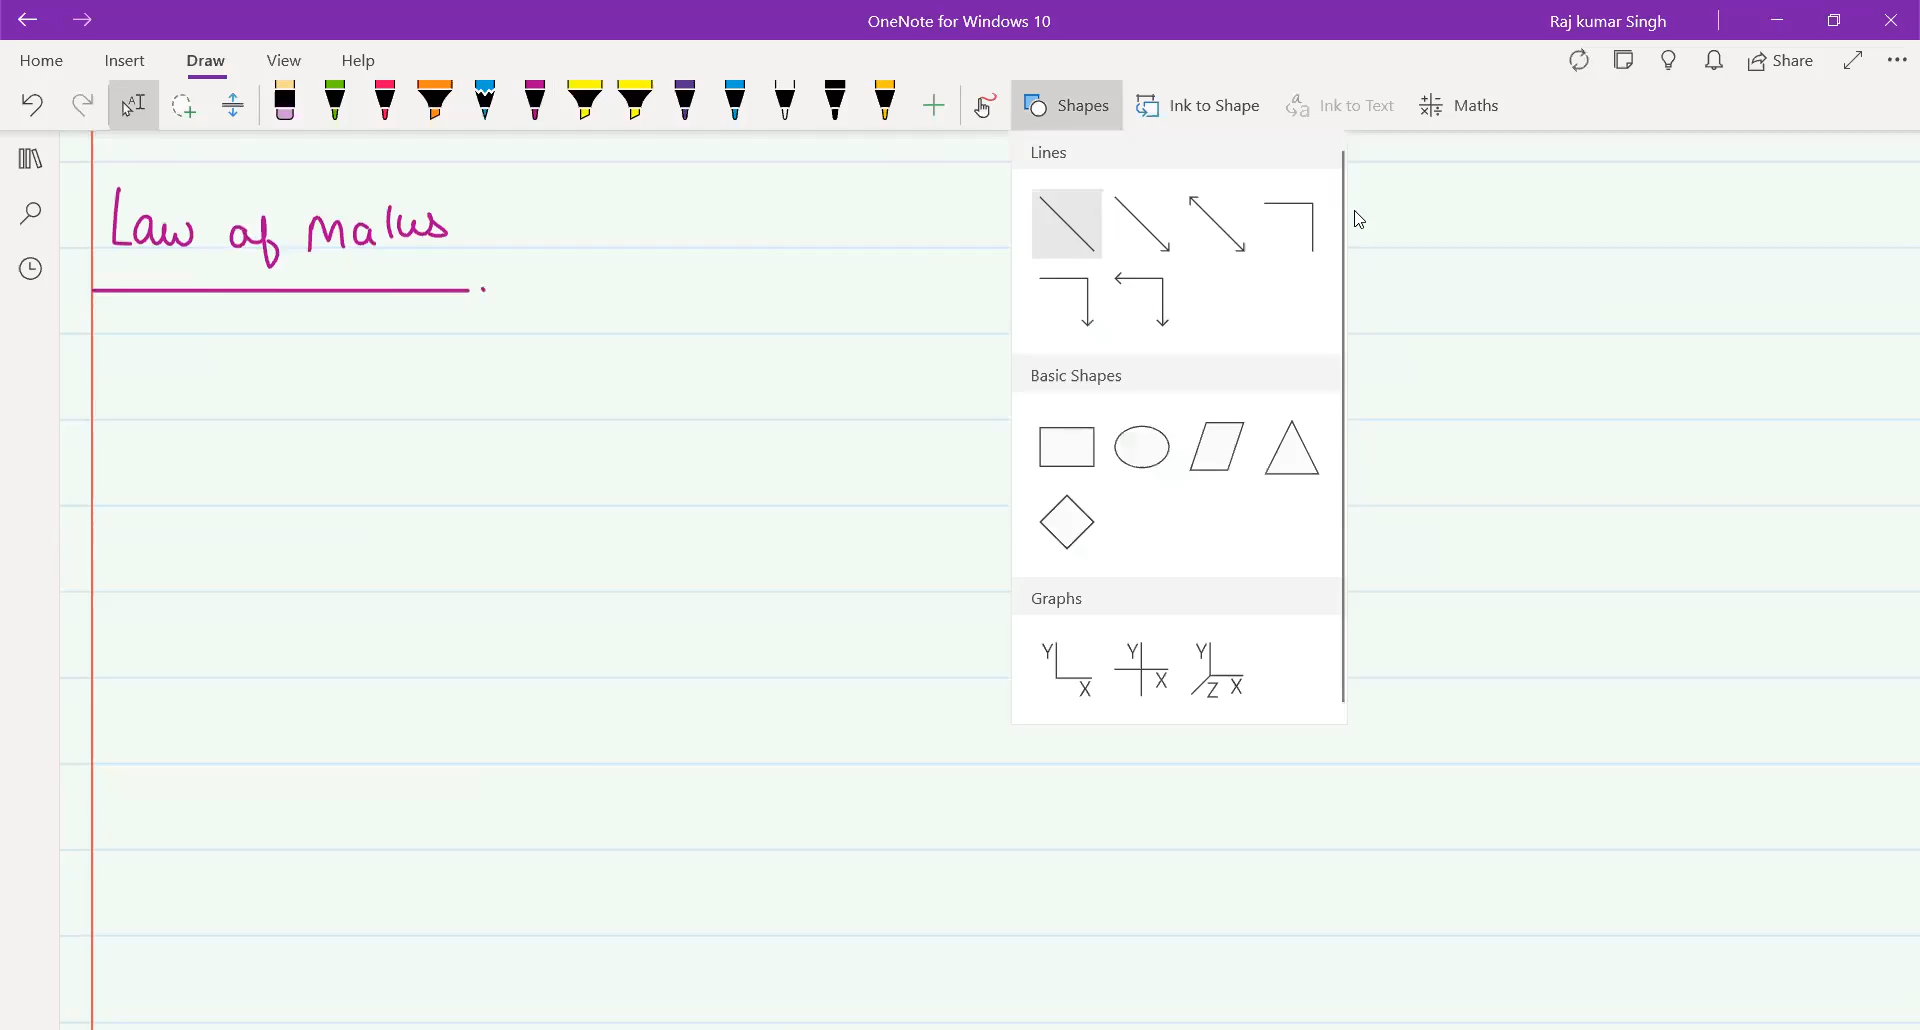 OneNote for Windows 10
Raj kumar Singh
Home Insert Draw View Help
Share
Shapes Ink to Shape Ink to Text Maths
Lines
Law of Malus
Basic Shapes
Graphs
Y X Y X Y Z X